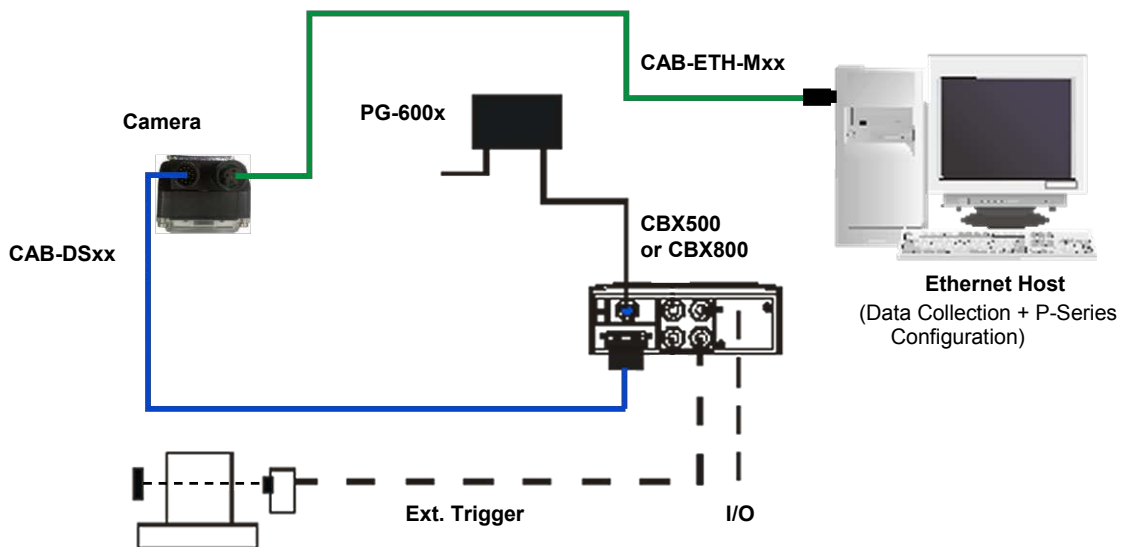 CAB-ETH-Mxx
PG-600x
Camera
CBX500
or CBX800
CAB-DSxx
Ethernet Host
(Data Collection + P-Series
Configuration)
Ext. Trigger
I/O